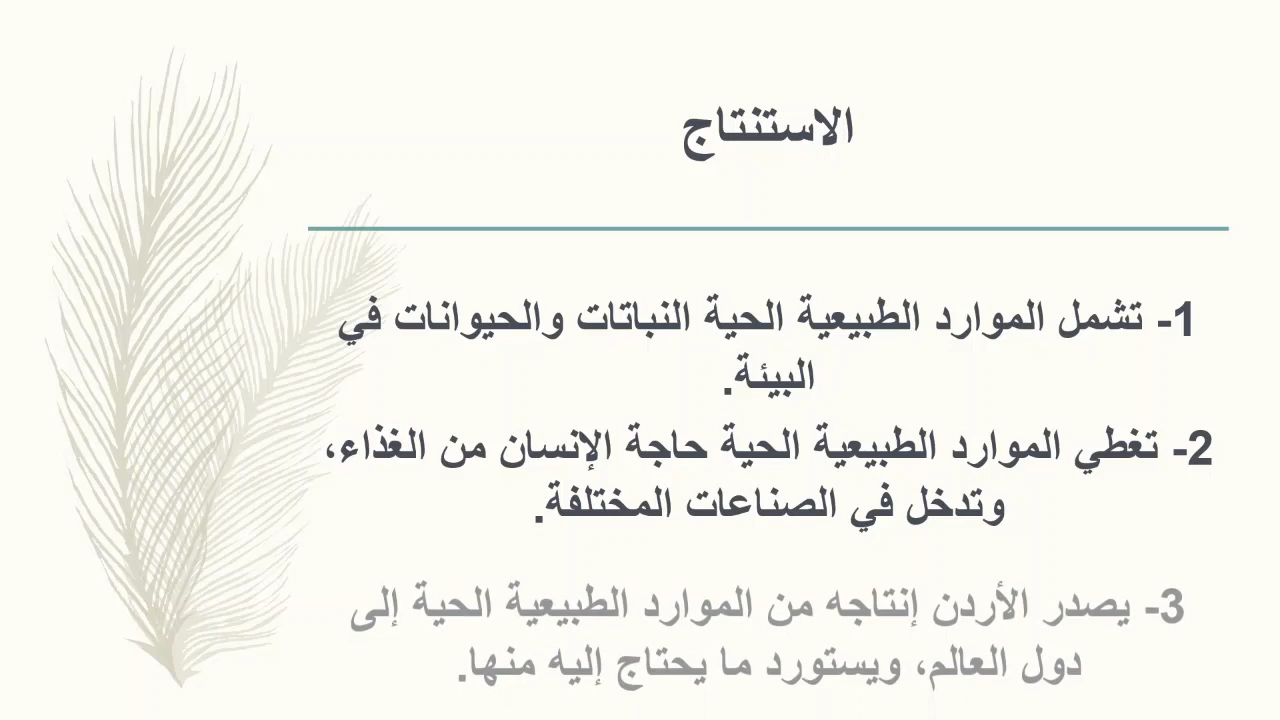 الاستنتاج
1- تشمل الموارد الطبيعية الحية النباتات والحيوانات في
البيئة.
2- تغطي الموارد الطبيعية الحية حاجة الإنسان من الغذاء،
وتدخل في الصناعات المختلفة.
3- يصدر الأردن إنتاجه من الموارد الطبيعية الحية إلى
دول العالم، ويستورد ما يحتاج إليه منها.